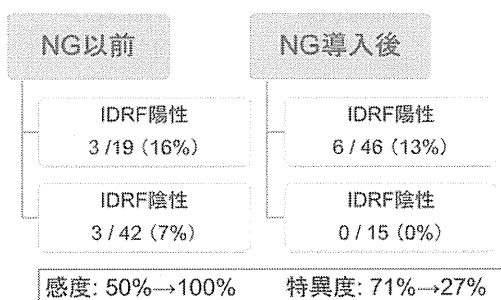 NG以前
IDRF陽性
3 /19 (16%)
IDRF陰性
3 / 42 (7%)
NG導入後
IDRF陽性
6 / 46 (13%)
IDRF陰性
0 / 15 (0%)
感度: 50%→100% 特異度: 71%→27%